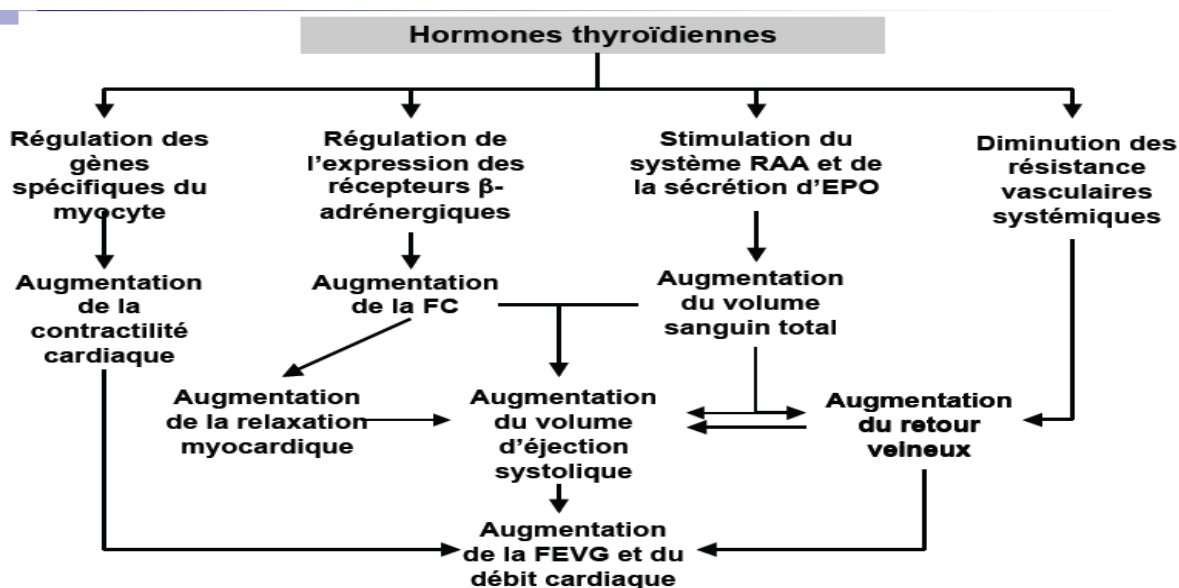 Hormones thyroïdiennes
Régulation des
gènes
spécifiques du
myocyte
Régulation de
l'expression des
récepteurs β-
adrénergiques
Stimulation du
système RAA et de
la sécrétion d'EPO
Diminution des
résistance
vasculaires
systémiques
Augmentation
de la
contractilité
cardiaque
Augmentation
de la FC
Augmentation
du volume
sanguin total
Augmentation
de la relaxation
myocardique
Augmentation
du volume
d'éjection
systolique
Augmentation
du retour
veineux
Augmentation
de la FEVG et du
débit cardiaque